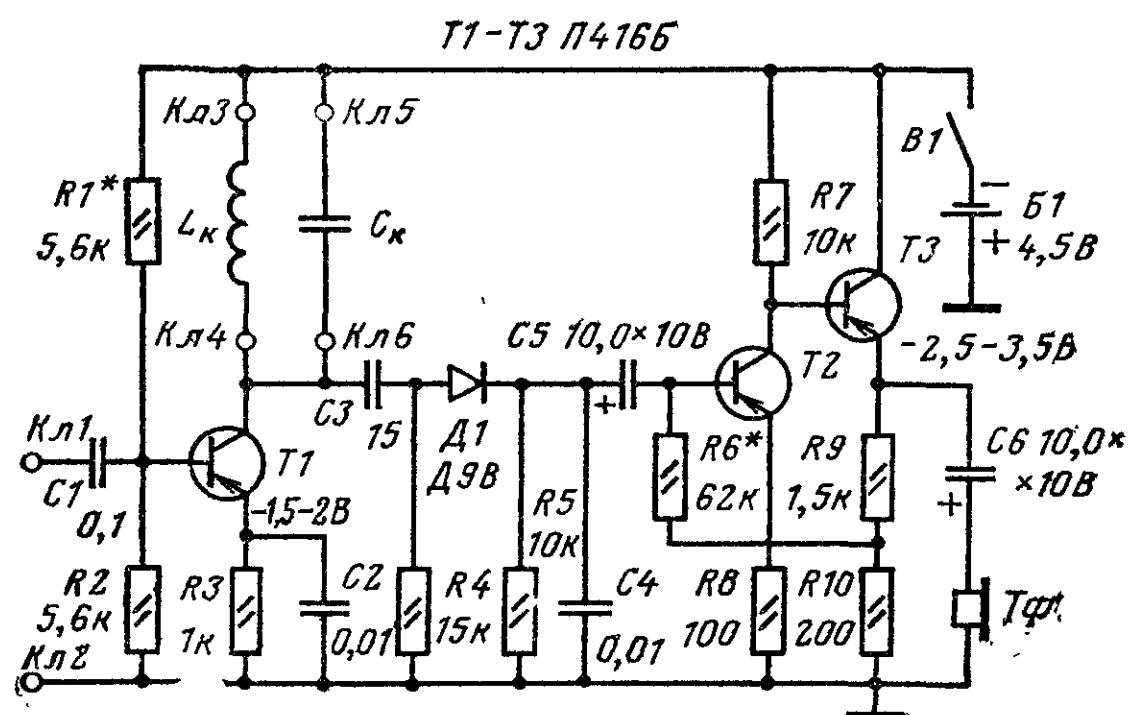 Т1-Т3 П416Б
Кл3
Кл5
В1
R1*
5,6к
Lк
Cк
R7
10к
Б1
4,5В
Т3
Кл4
Кл6
C5 10,0×10В
Т2
-2,5-3,5В
C3
15
Д1
Д9В
Кл1
C1
0,1
Т1
-1,5-2В
R6*
62к
R9
1,5к
C6 10,0×
×10В
R5
10к
R2
5,6к
R3
1к
C2
0,01
R4
15к
C4
0,01
R8
100
R10
200
Тф1
Кл2